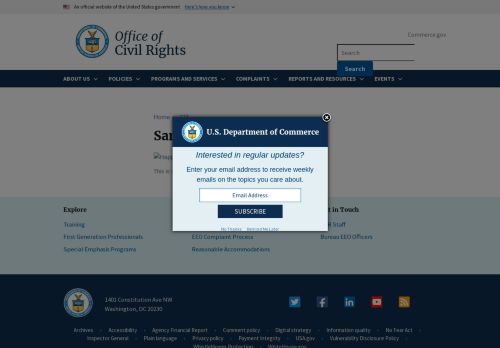 An official website of the United States government Here's how you know
Commerce.gov
Office of
Civil Rights
Search
Search
ABOUT US POLICIES PROGRAMS AND SERVICES COMPLAINTS REPORTS AND RESOURCES EVENTS
Home
U.S. Department of Commerce
Interested in regular updates?
Enter your email address to receive weekly
emails on the topics you care about.
Email Address
SUBSCRIBE
No Thanks Remind Me Later
This is
Explore
in Touch
Training
Staff
First Generation Professionals
EEO Complaint Process
Bureau EEO Officers
Special Emphasis Programs
Reasonable Accommodations
1401 Constitution Ave NW
Washington, DC 20230
Archives Accessibility Agency Financial Report Comment policy Digital strategy Information quality No Fear Act
Inspector General Plain language Privacy policy Payment Integrity USA.gov Vulnerability Disclosure Policy
Whistleblower Protection WhiteHouse.gov